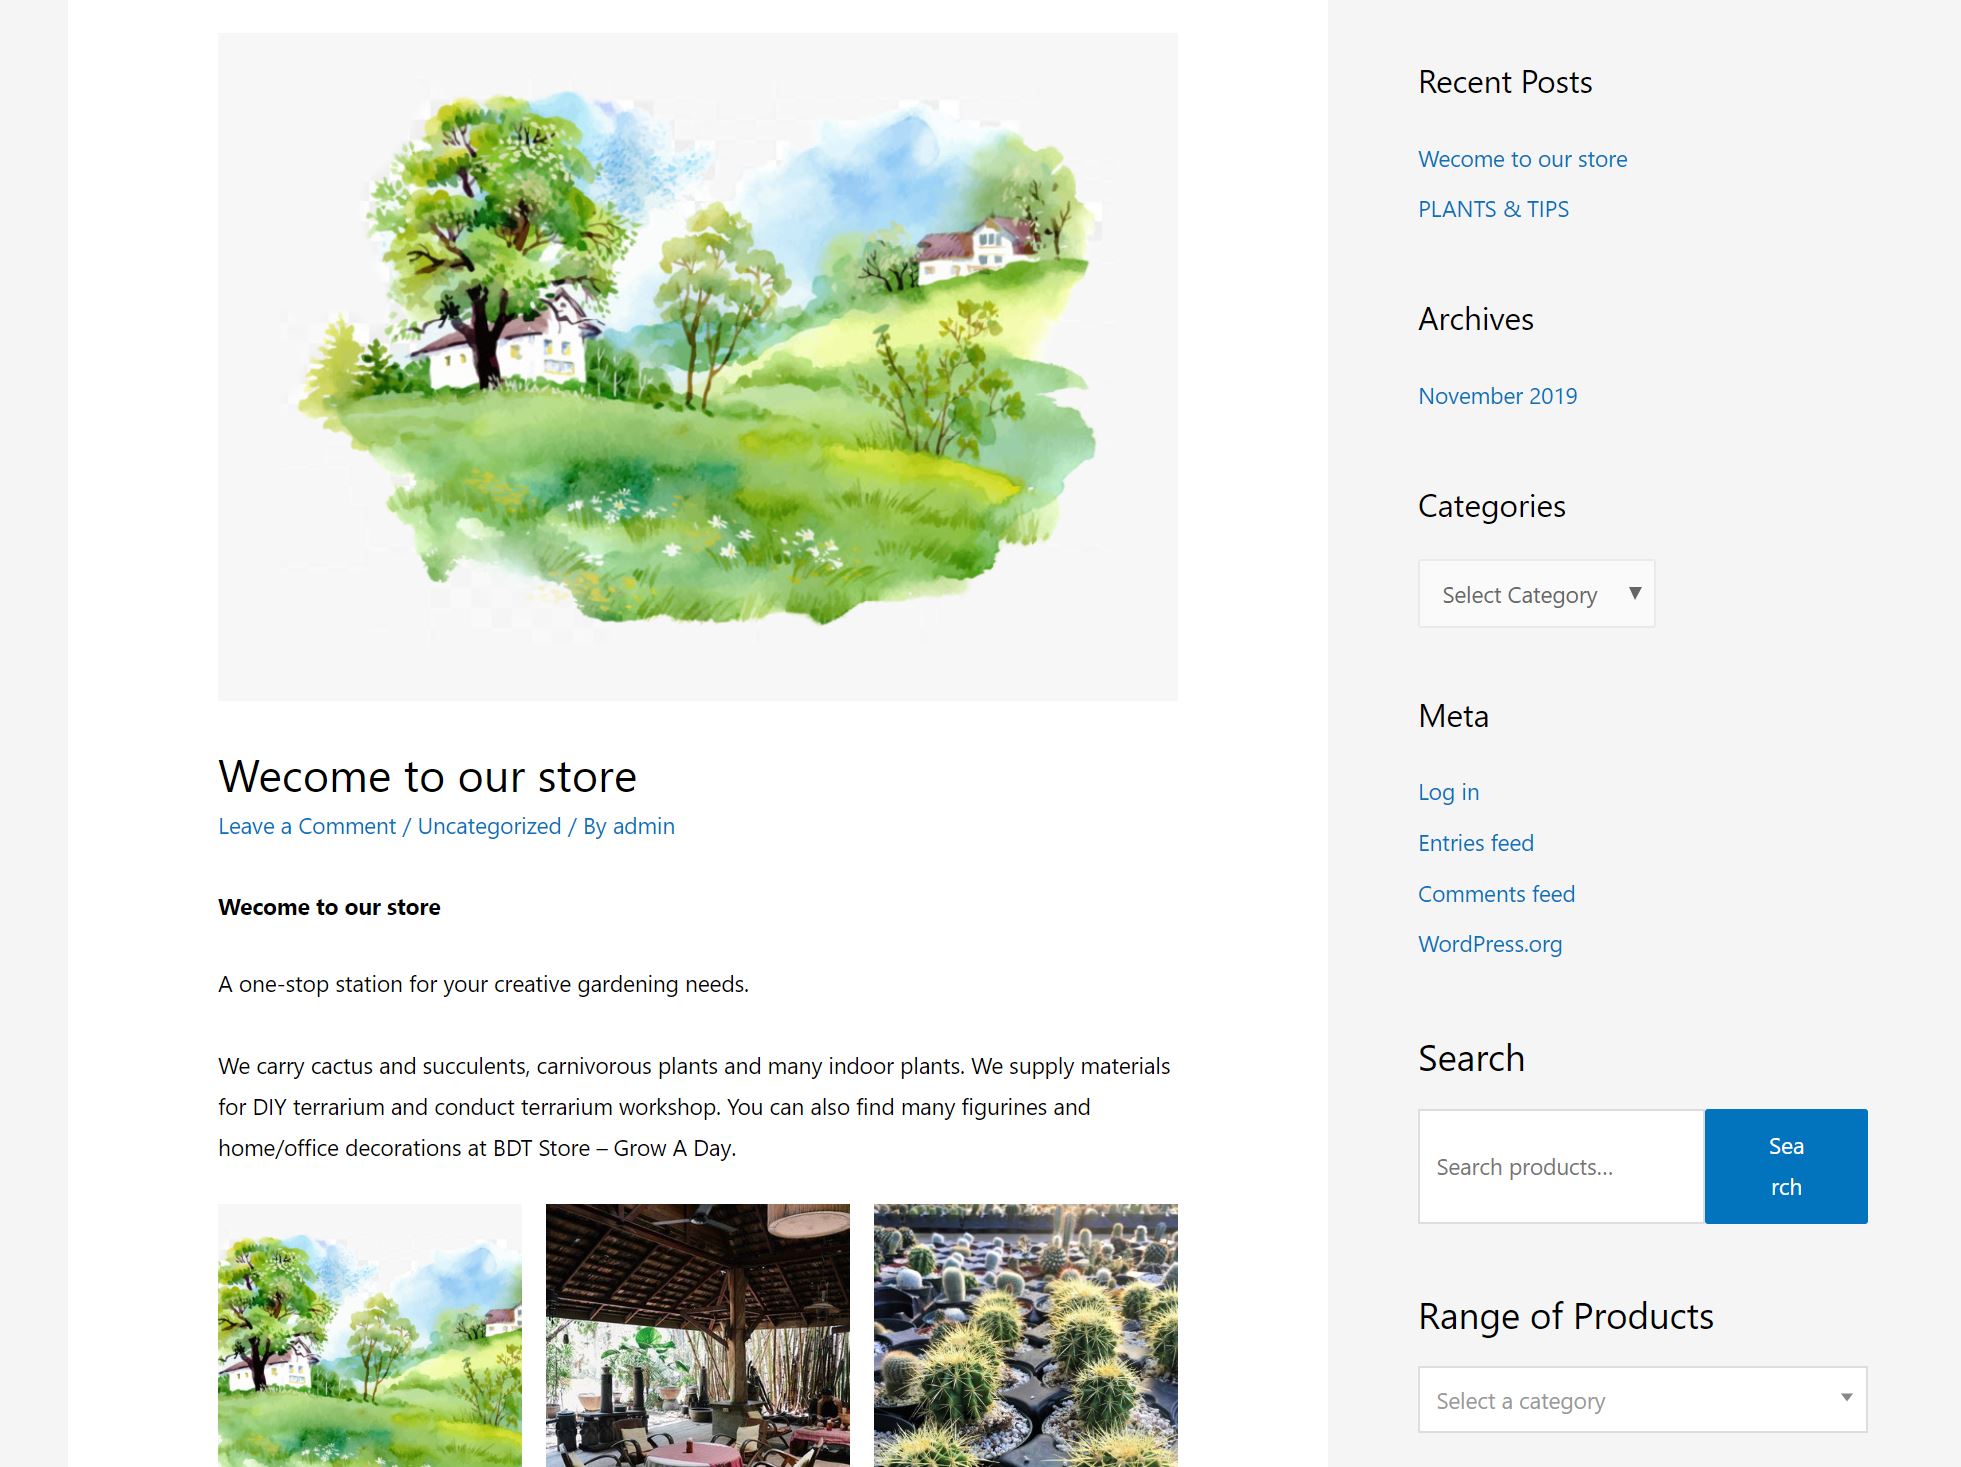 Wecome to our store
Leave a Comment / Uncategorized / By admin
Wecome to our store
A one-stop station for your creative gardening needs.
We carry cactus and succulents, carnivorous plants and many indoor plants. We supply materials
for DIY terrarium and conduct terrarium workshop. You can also find many figurines and
home/office decorations at BDT Store – Grow A Day.
Recent Posts
Wecome to our store
PLANTS & TIPS
Archives
November 2019
Categories
Select Category
Meta
Log in
Entries feed
Comments feed
WordPress.org
Search
Search products…
Sea
rch
Range of Products
Select a category